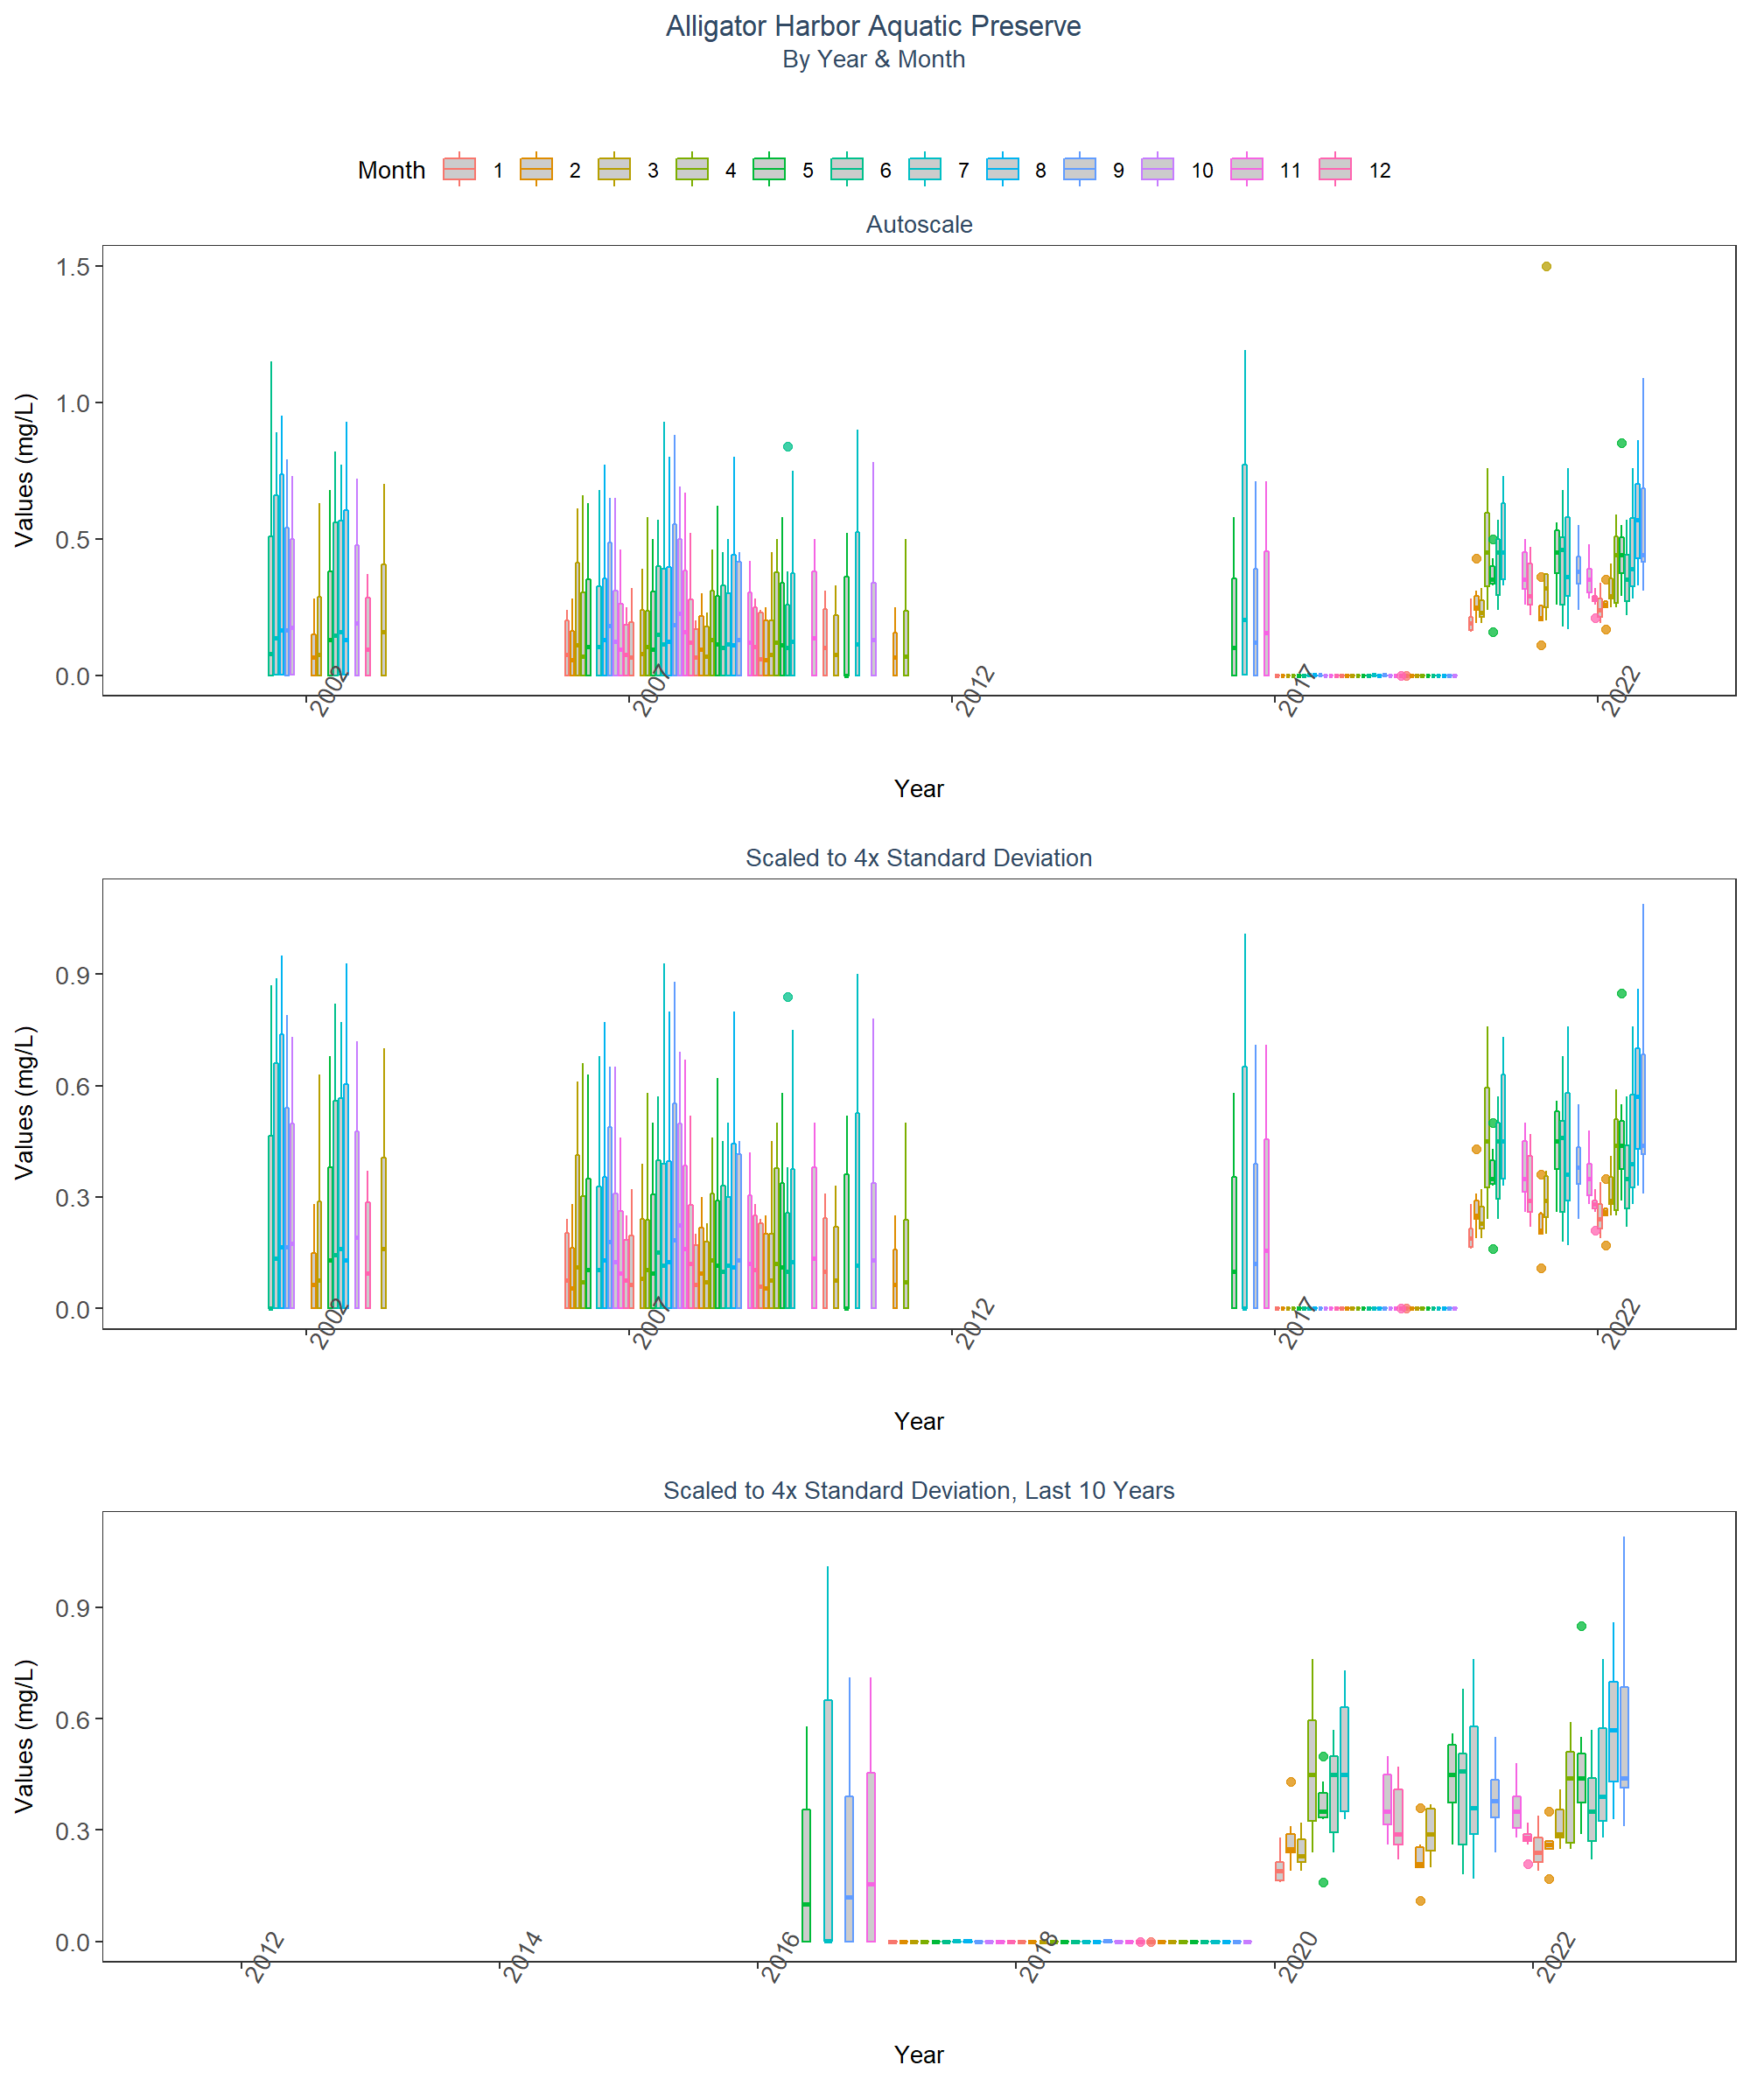 Alligator Harbor Aquatic Preserve
By Year & Month
Month 1 2 3 4 5 6 7 8 9 10 11 12
Autoscale
Values (mg/L)
1.5
1.0
0.5
0.0
2002 2007 2012 2017 2022
Year
Scaled to 4x Standard Deviation
Values (mg/L)
0.9
0.6
0.3
0.0
2002 2007 2012 2017 2022
Year
Scaled to 4x Standard Deviation, Last 10 Years
Values (mg/L)
0.9
0.6
0.3
0.0
2012 2014 2016 2018 2020 2022
Year